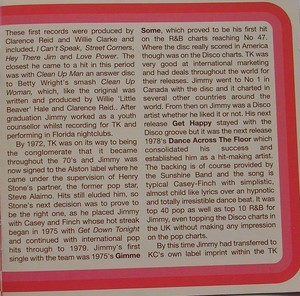 These first records were produced by
Clarence Reid and Willie Clarke and
included, I Can't Speak, Street Corners,
Hey There Jim and Love Power. The
closest he came to a hit in this period
was with Clean Up Man an answer disc
to Betty Wright's smash Clean Up
Woman, which, like the original was
written and produced by Willie 'Little
Beaver' Hale and Clarence Reid.. After
graduation Jimmy worked as a youth
counselor whilst recording for TK and
performing in Florida nightclubs.
By 1972, TK was on its way to being
the conglomerate that it became
throughout the 70's and Jimmy was
now signed to the Alston label where he
came under the supervision of Henry
Stone's partner, the former pop star,
Steve Alaimo. Hits still eluded him, so
Stone's next decision was to prove to
be the right one, as he placed Jimmy
with Casey and Finch whose hot streak
began in 1975 with Get Down Tonight
and continued with international pop
hits through to 1979. Jimmy's first
single with the team was 1975's Gimme
Some, which proved to be his first hit
on the R&B charts reaching No 47.
Where the disc really scored in America
though was on the Disco charts. TK was
very good at international marketing
and had deals throughout the world for
their releases. Jimmy went to No 1 in
Canada with the disc and it charted in
several other countries around the
world. From then on Jimmy was a Disco
artist whether he liked it or not. His next
release Get Happy stayed with the
Disco groove but it was the next release
1978's Dance Across The Floor which
consolidated his success and
established him as a hit-making artist.
The backing is of course provided by
the Sunshine Band and the song is
typical Casey-Finch with simplistic,
almost child like lyrics over an hypnotic
and totally irresistible dance beat. It was
top 40 pop as well as top 10 R&B for
Jimmy, even topping the Disco charts in
the UK without making any impression
on the pop charts.
By this time Jimmy had transferred to
KC's own label imprint within the TK